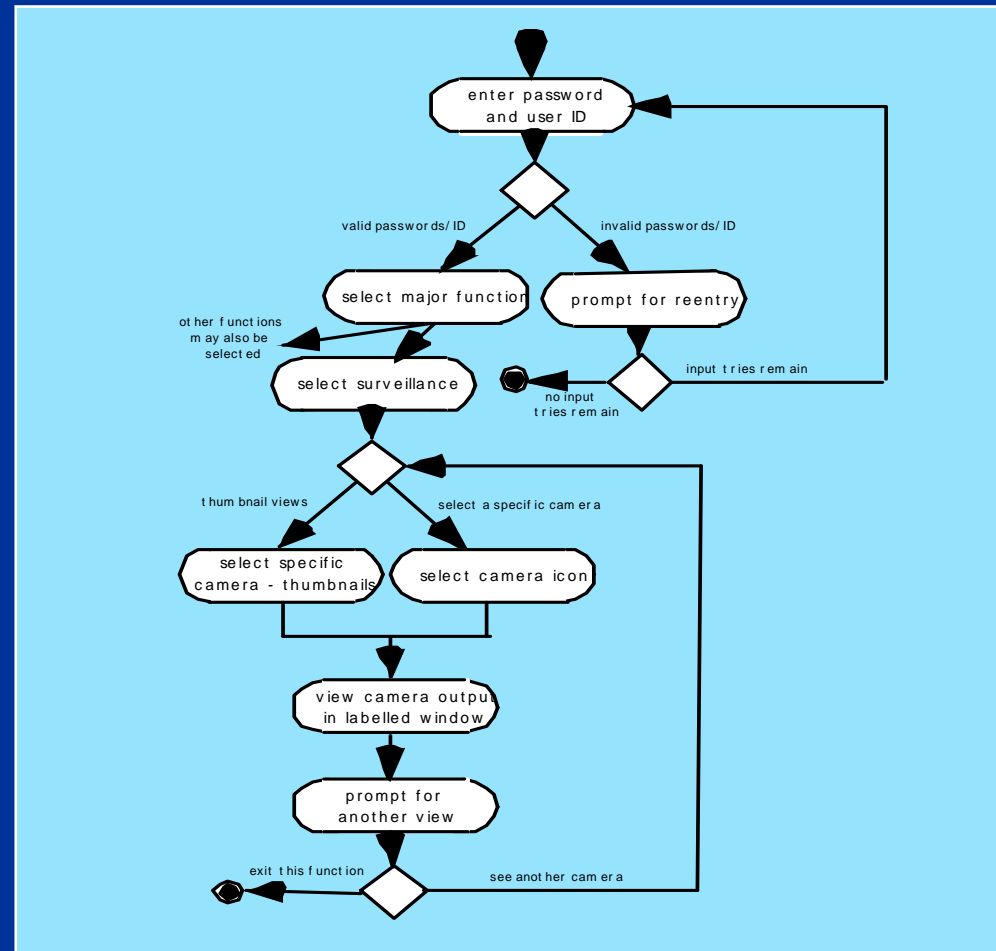 enter password
and user ID
valid passwords/ID
invalid passwords/ID
select major function
prompt for reentry
other functions
may also be
selected
input tries remain
select surveillance
no input
tries remain
thumbnail views
select a specific camera
select specific
camera - thumbnails
select camera icon
view camera output
in labelled window
prompt for
another view
exit this function
see another camera